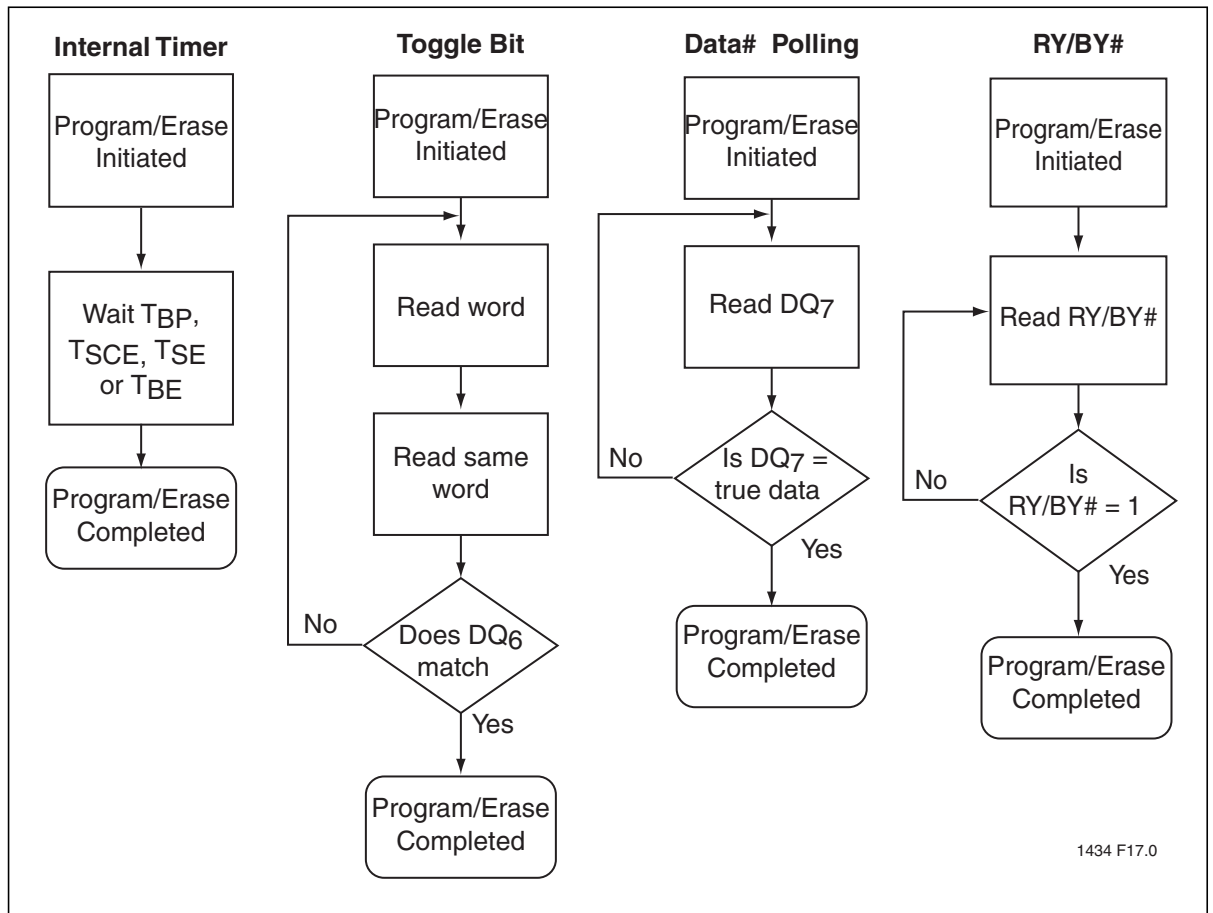 Internal Timer
Program/Erase
Initiated
Wait TBP,
TSCE, TSE
or TBE
Program/Erase
Completed
Toggle Bit
Program/Erase
Initiated
Read word
Read same
word
Does DQ6
match
No
Yes
Program/Erase
Completed
Data# Polling
Program/Erase
Initiated
Read DQ7
Is DQ7 =
true data
No
Yes
Program/Erase
Completed
RY/BY#
Program/Erase
Initiated
Read RY/BY#
Is
RY/BY# = 1
No
Yes
Program/Erase
Completed
1434 F17.0